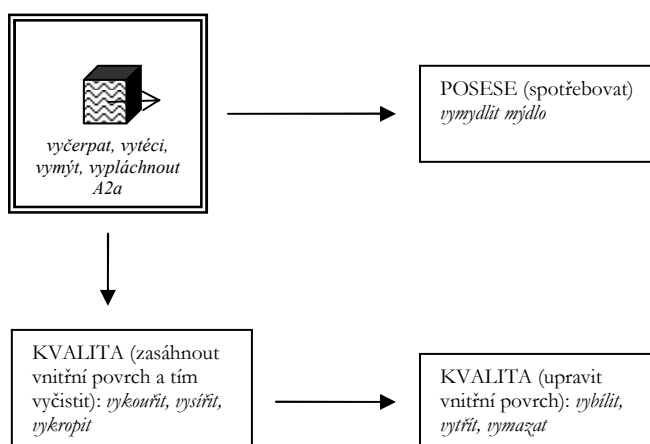 vyčerpat, vytéci,
vymýt, vypláchnout
A2a
POSESE (spotřebovat)
vymydlit mýdlo
KVALITA (zasáhnout
vnitřní povrch a tím
vyčistit): vykouřit, vysířit,
vykropit
KVALITA (upravit
vnitřní povrch): vybílit,
vytřít, vymazat